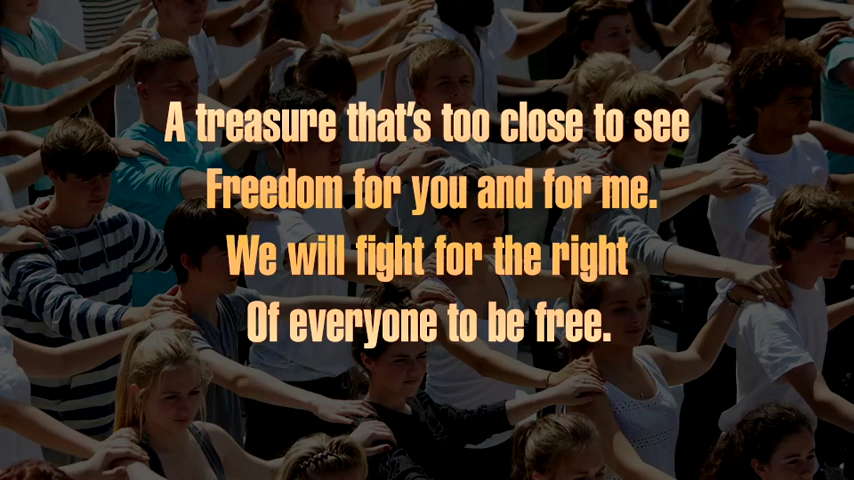 A treasure that's too close to see
Freedom for you and for me.
We will fight for the right
Of everyone to be free.